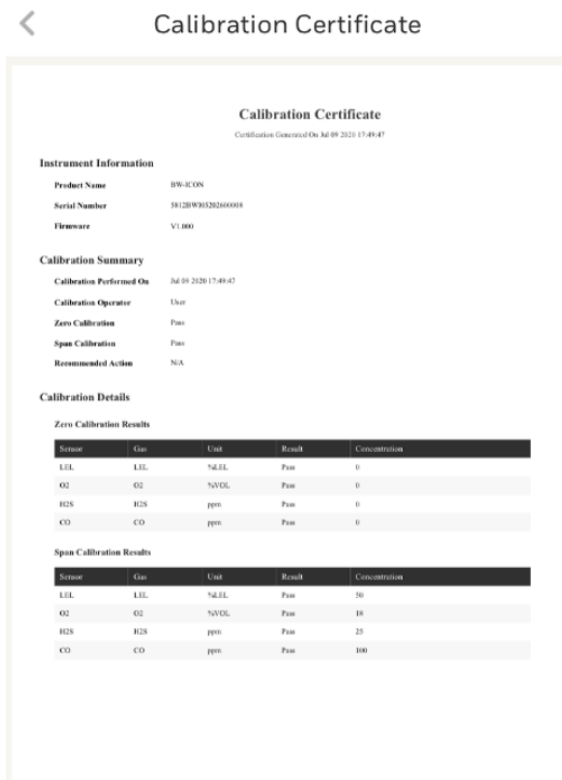 Calibration Certificate
Calibration Certificate
Certification Generated On Jul 09 2020 17:49:47
Instrument Information
Product Name BW-ICON
Serial Number
Firmware V1.000
Calibration Summary
Calibration Performed On Jul 09 2020 17:49:47
Calibration Operator User
Zero Calibration Pass
Span Calibration Pass
Recommended Action N/A
Calibration Details
Zero Calibration Results
Sensor Gas Unit Result Concentration
LEL LEL %LEL Pass 0
O2 O2 %VOL Pass 0
H2S H2S ppm Pass 0
CO CO ppm Pass 0
Span Calibration Results
Sensor Gas Unit Result Concentration
LEL LEL %LEL Pass 50
O2 O2 %VOL Pass 18
H2S H2S ppm Pass 25
CO CO ppm Pass 100